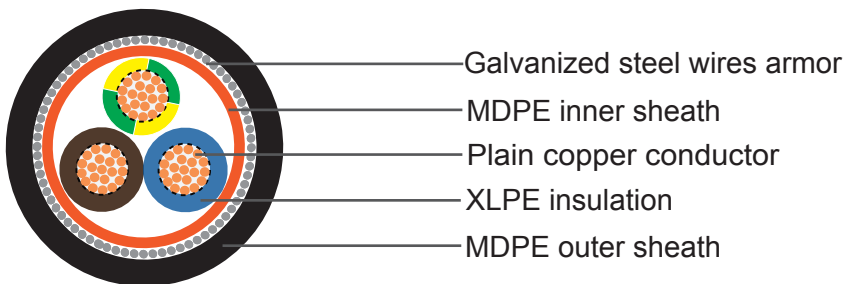 Galvanized steel wires armor
MDPE inner sheath
Plain copper conductor
XLPE insulation
MDPE outer sheath